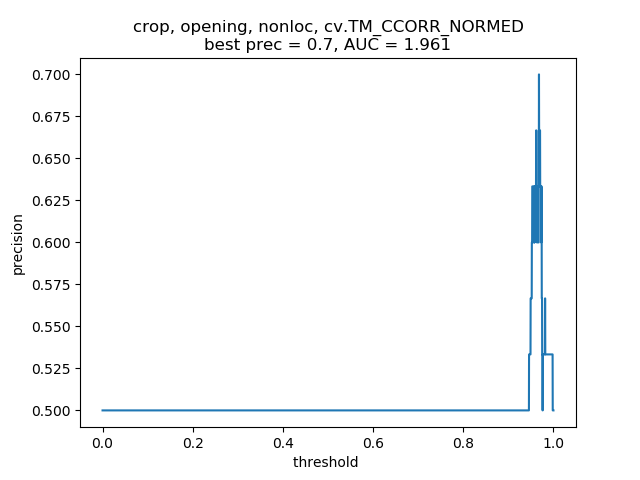 crop, opening, nonloc, cv.TM_CCORR_NORMED
best prec = 0.7, AUC = 1.961
0.700
0.675
0.650
0.625
0.600
0.575
0.550
0.525
0.500
precision
0.0 0.2 0.4 0.6 0.8 1.0
threshold